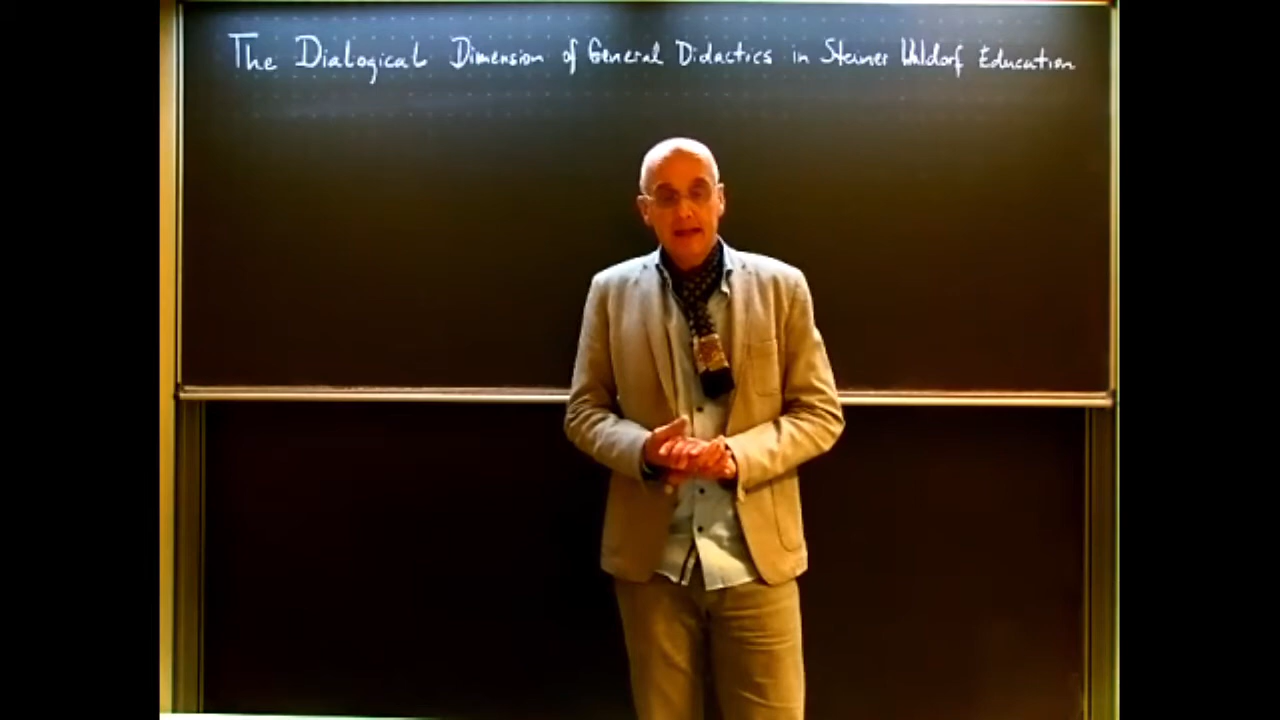 The Dialogical Dimension of General Didactics in Steiner Waldorf Education